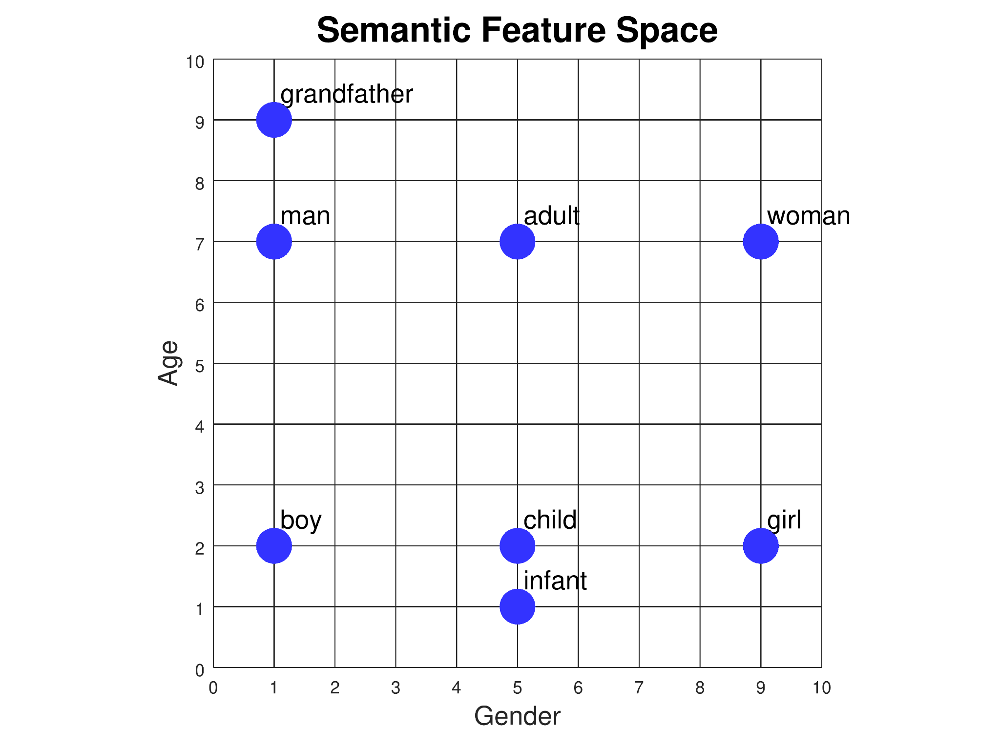 Semantic Feature Space
10
grandfather
9
8
man
adult
woman
7
6
Age
5
4
3
boy
child
girl
2
infant
1
0
0 1 2 3 4 5 6 7 8 9 10
Gender